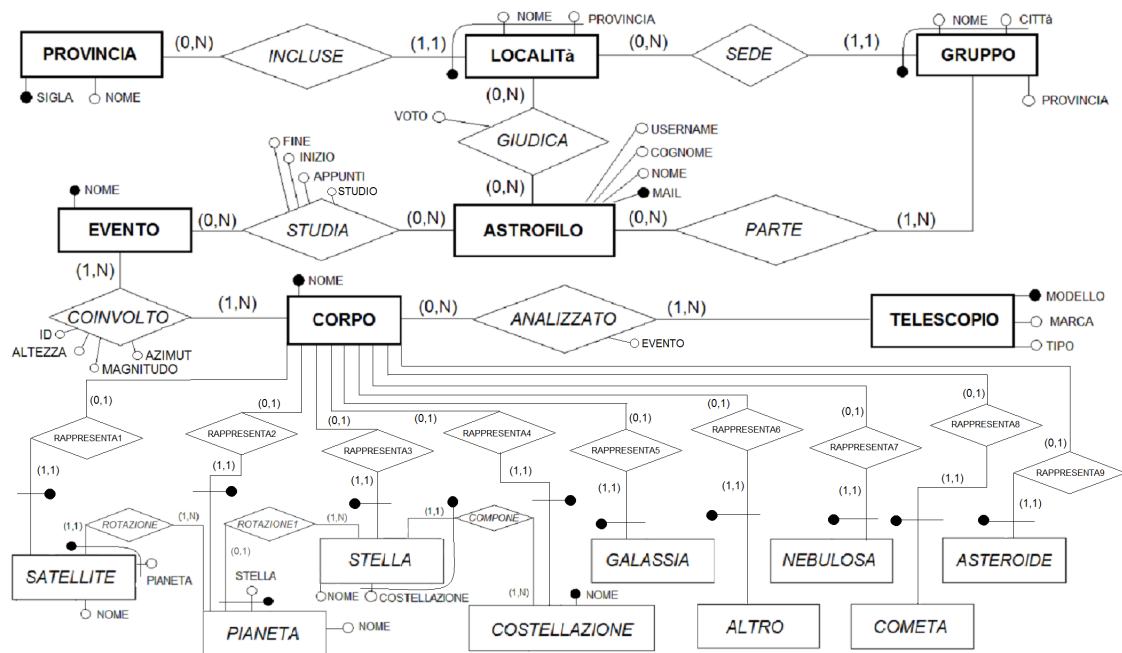 NOME
PROVINCIA
NOME
CITTà
PROVINCIA
(0,N)
INCLUSE
(1,1)
LOCALITà
(0,N)
SEDE
(1,1)
GRUPPO
SIGLA
NOME
PROVINCIA
(0,N)
VOTO
GIUDICA
USERNAME
COGNOME
NOME
MAIL
FINE
INIZIO
APPUNTI
STUDIO
NOME
(0,N)
EVENTO
(0,N)
STUDIA
(0,N)
ASTROFILO
(0,N)
PARTE
(1,N)
(1,N)
NOME
COINVOLTO
(1,N)
CORPO
(0,N)
ANALIZZATO
(1,N)
TELESCOPIO
MODELLO
MARCA
TIPO
ID
ALTEZZA
MAGNITUDO
AZIMUT
EVENTO
(0,1)
(0,1)
(0,1)
(0,1)
(0,1)
(0,1)
(0,1)
(0,1)
(0,1)
RAPPRESENTA1
RAPPRESENTA2
RAPPRESENTA3
RAPPRESENTA4
RAPPRESENTA5
RAPPRESENTA6
RAPPRESENTA7
RAPPRESENTA8
RAPPRESENTA9
(1,1)
(1,1)
(1,1)
(1,1)
(1,1)
(1,1)
(1,1)
(1,1)
(1,1)
(1,1)
ROTAZIONE
(1,N)
ROTAZIONE1
(1,N)
(1,1)
COMPONE
(0,1)
(1,N)
SATELLITE
PIANETA
NOME
STELLA
PIANETA
NOME
STELLA
NOME
COSTELLAZIONE
NOME
COSTELLAZIONE
GALASSIA
ALTRO
NEBULOSA
COMETA
ASTEROIDE